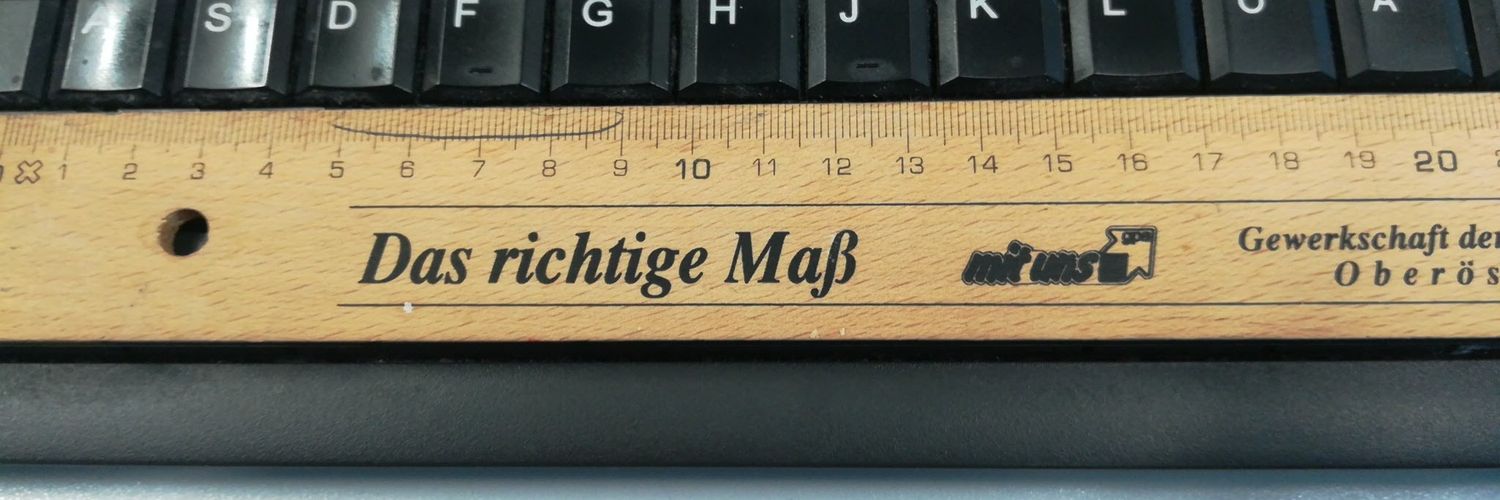 A S D F G H J K L Ö Ä
1 2 3 4 5 6 7 8 9 10 11 12 13 14 15 16 17 18 19 20
Das richtige Maß
mit uns
Gewerkschaft der
Oberös